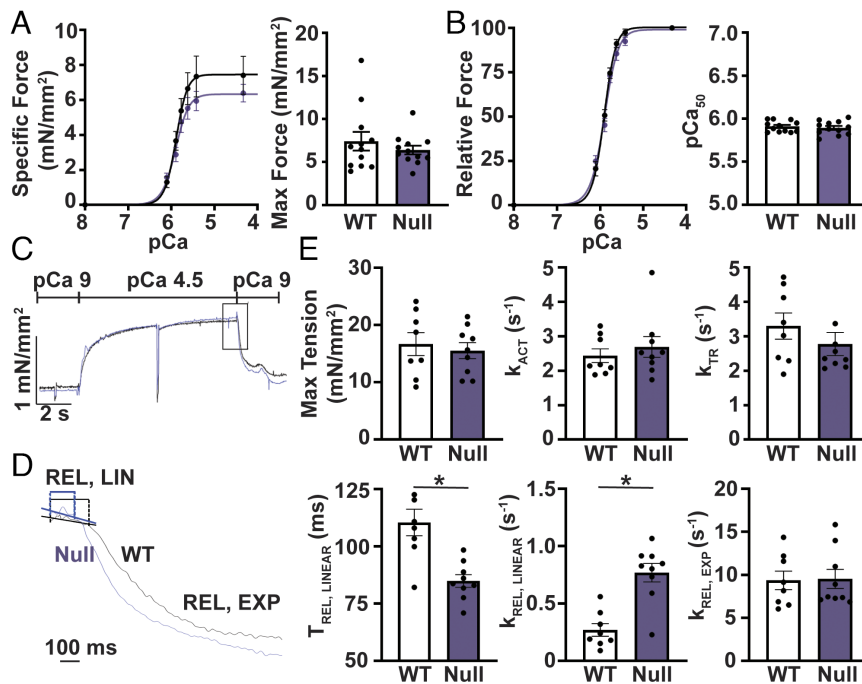 A
Specific Force
(mN/mm²)
10
8
6
4
2
0
8
7
6
5
4
pCa
Max Force (mN/mm²)
20
15
10
5
0
WT
Null
B
Relative Force
100
75
50
25
0
8
7
6
5
4
pCa
pCa50
7.0
6.5
6.0
5.5
5.0
WT
Null
C
pCa 9
pCa 4.5
pCa 9
1 mN/mm²
2 s
D
REL, LIN
Null
WT
REL, EXP
100 ms
E
Max Tension
(mN/mm²)
30
20
10
0
WT
Null
kACT (s⁻¹)
5
4
3
2
1
0
WT
Null
kTR (s⁻¹)
5
4
3
2
1
0
WT
Null
TREL, LINEAR (ms)
125
100
75
50
*
WT
Null
kREL, LINEAR (s⁻¹)
1.5
1.0
0.5
0
*
WT
Null
kREL, EXP (s⁻¹)
20
15
10
5
0
WT
Null